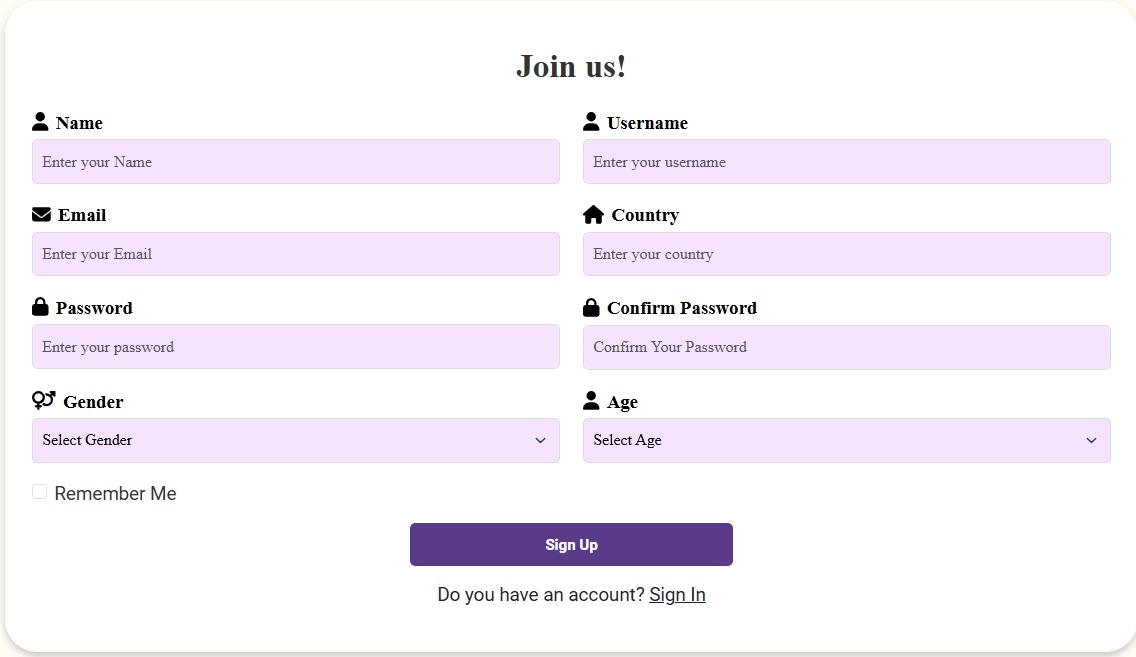 Join us!
Name
Username
Enter your Name
Enter your username
Email
Country
Enter your Email
Enter your country
Password
Confirm Password
Enter your password
Confirm Your Password
Gender
Age
Select Gender
Select Age
Remember Me
Sign Up
Do you have an account? Sign In